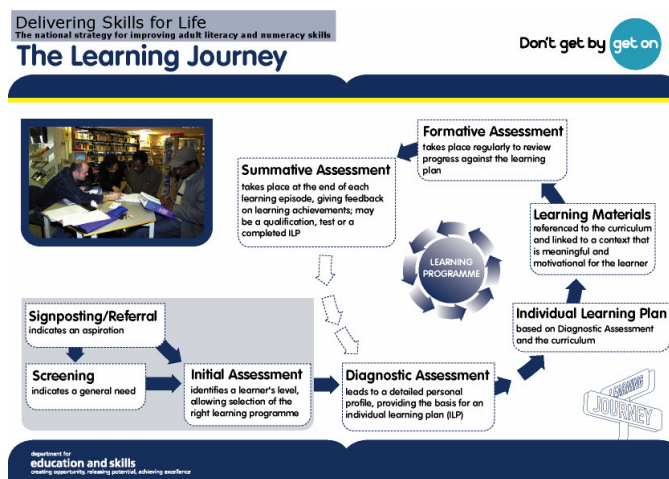 Delivering Skills for Life
The national strategy for improving adult literacy and numeracy skills
The Learning Journey
Don't get by get on
Formative Assessment
takes place regularly to review
progress against the learning
plan
Summative Assessment
takes place at the end of each
learning episode, giving feedback
on learning achievements; may
be a qualification, test or a
completed ILP
Learning Materials
referenced to the curriculum
and linked to a context that
is meaningful and
motivational for the learner
LEARNING
PROGRAMME
Signposting/Referral
indicates an aspiration
Individual Learning Plan
based on Diagnostic Assessment
and the curriculum
Screening
indicates a general need
Initial Assessment
identifies a learner's level,
allowing selection of the
right learning programme
Diagnostic Assessment
leads to a detailed personal
profile, providing the basis for an
individual learning plan (ILP)
LEARNING
JOURNEY
department for
education and skills
creating opportunity, releasing potential, achieving excellence